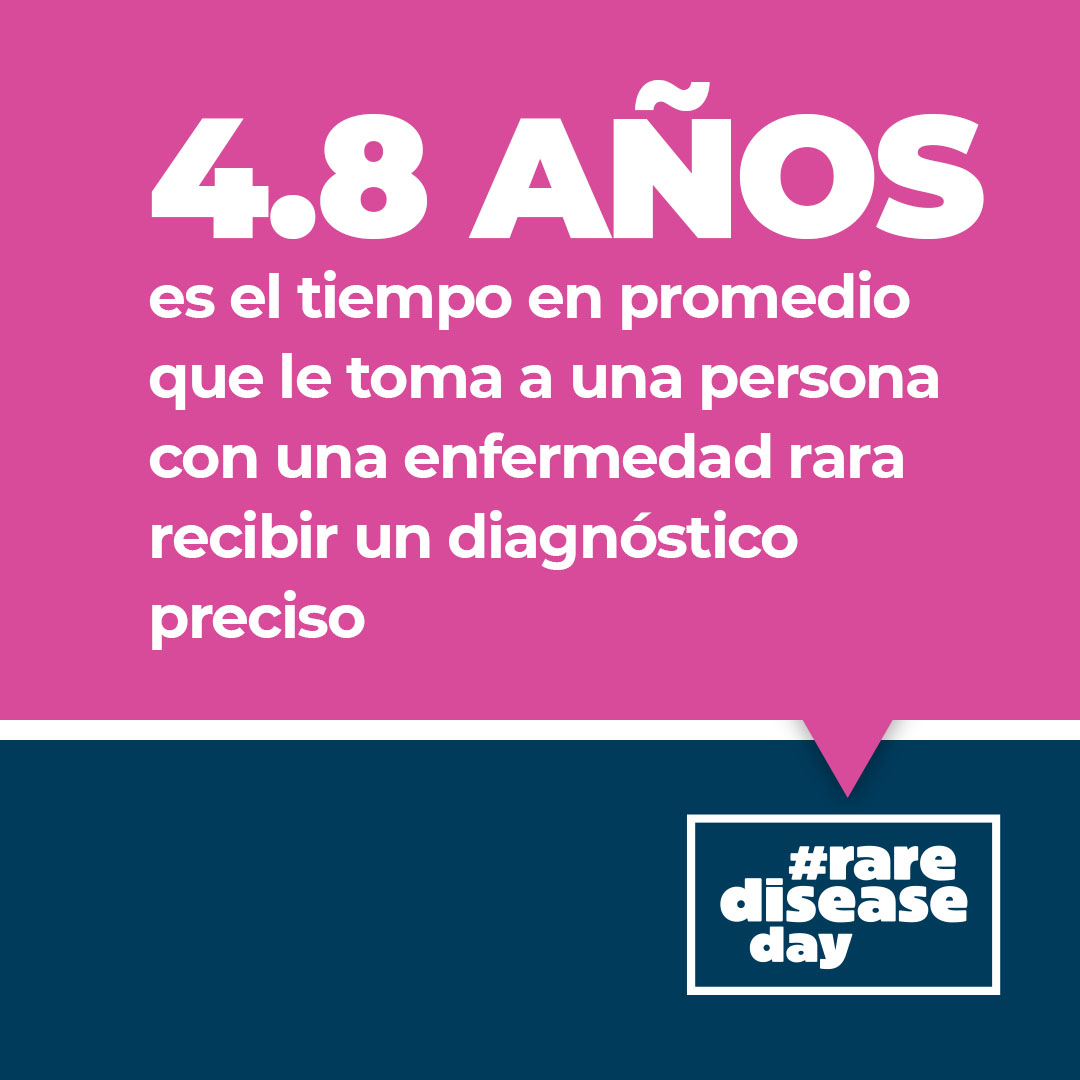 4.8 AÑOS
es el tiempo en promedio
que le toma a una persona
con una enfermedad rara
recibir un diagnóstico
preciso
#rare
disease
day